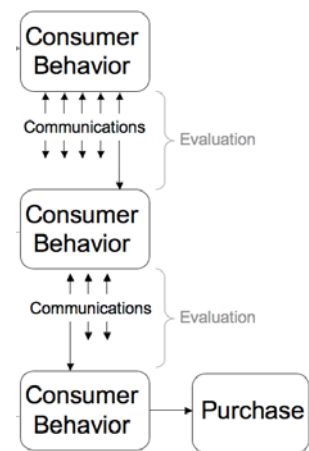 Consumer
Behavior
Communications
Evaluation
Consumer
Behavior
Communications
Evaluation
Consumer
Behavior
Purchase